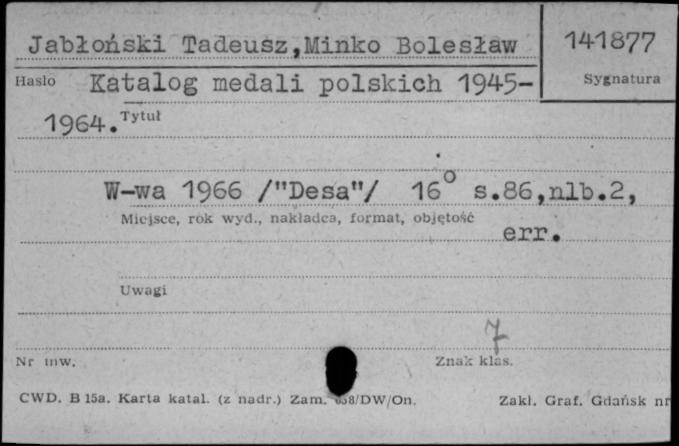 Jabłoński Tadeusz,Minko Bolesław
141877
Hasło
Katalog medali polskich 1945-
Sygnatura
1964.
Tytuł
W-wa 1966 /"Desa"/ 16° s.86,nlb.2,
Miejsce, rok wyd., nakładca, format, objętość
err.
Uwagi
7
Nr inw.
Znak klas.
CWD. B 15a. Karta katal. (z nadr.) Zam. /DW/On.
Zakł. Graf. Gdańsk nr